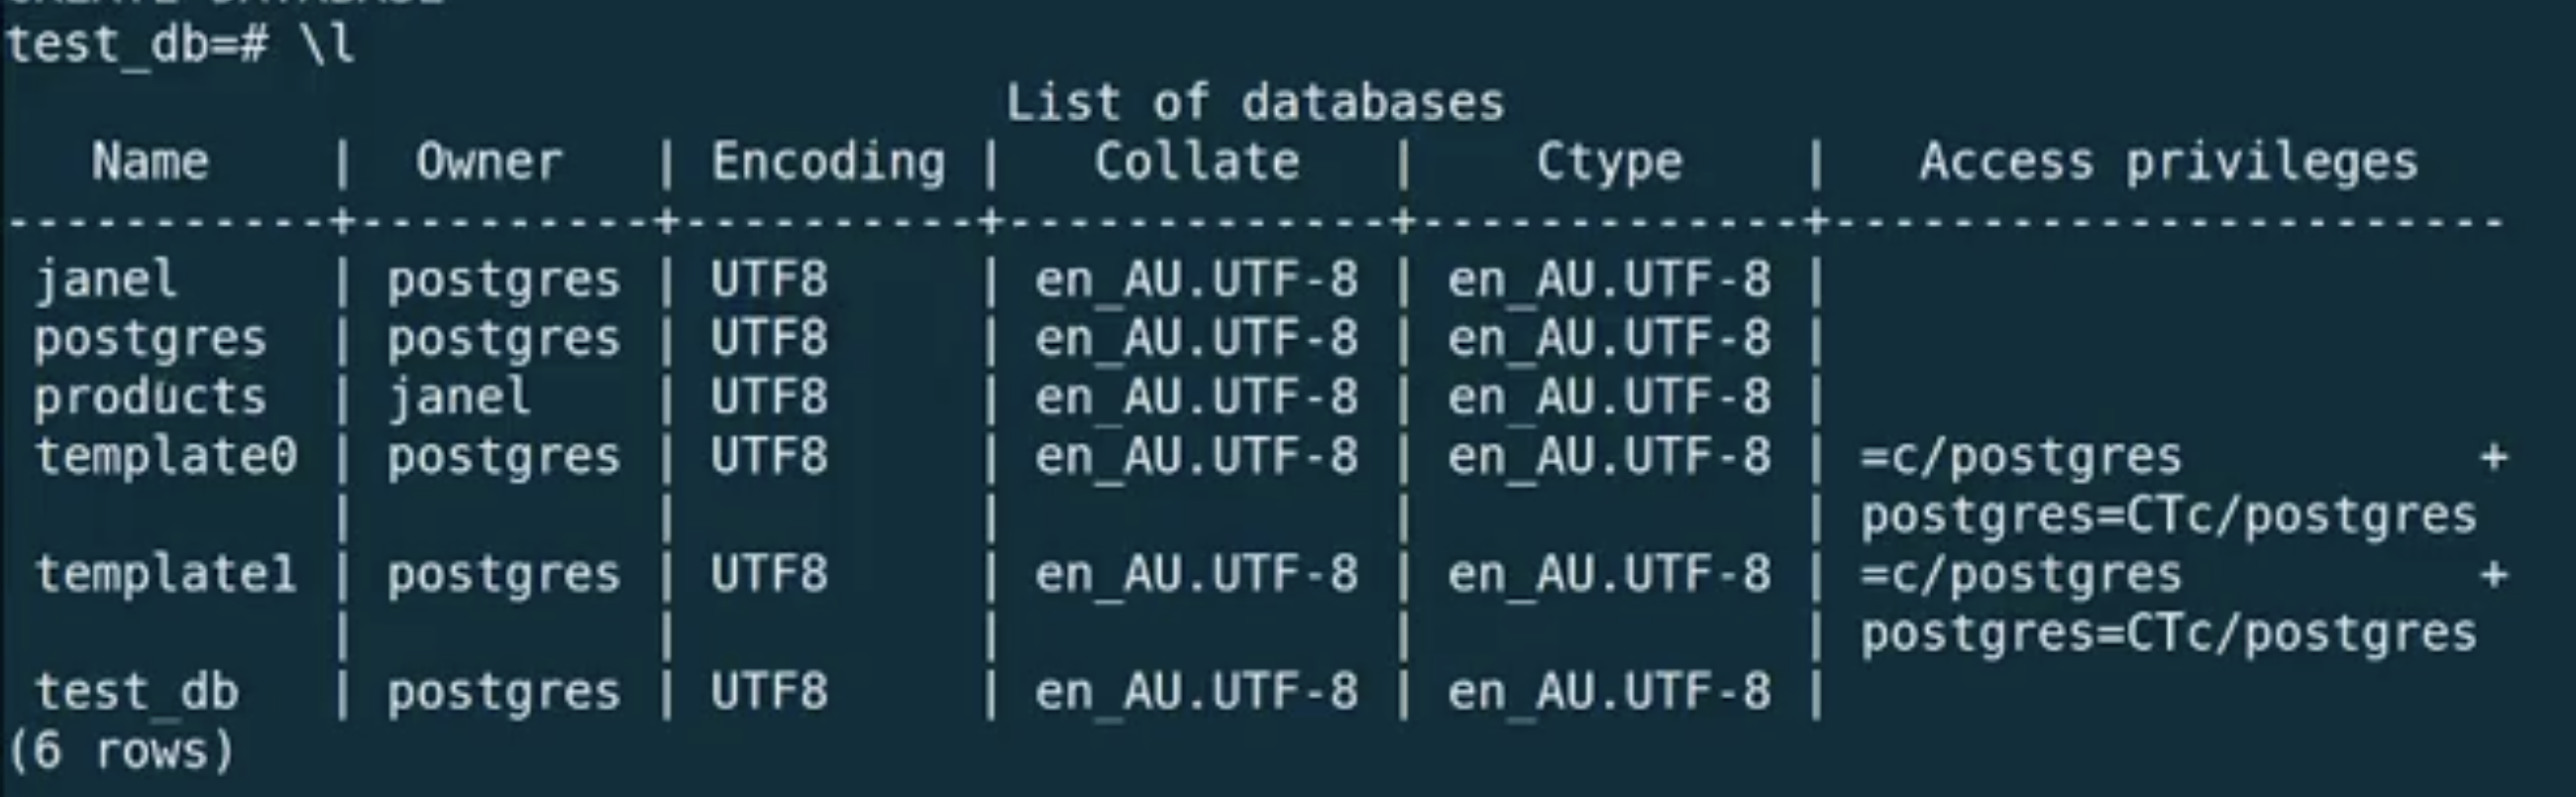 test_db=# \l
                                  List of databases
   Name    |  Owner   | Encoding |   Collate   |    Ctype    |   Access privileges
-----------+----------+----------+-------------+-------------+-----------------------
 janel     | postgres | UTF8     | en_AU.UTF-8 | en_AU.UTF-8 |
 postgres  | postgres | UTF8     | en_AU.UTF-8 | en_AU.UTF-8 |
 products  | janel    | UTF8     | en_AU.UTF-8 | en_AU.UTF-8 |
 template0 | postgres | UTF8     | en_AU.UTF-8 | en_AU.UTF-8 | =c/postgres          +
           |          |          |             |             | postgres=CTc/postgres
 template1 | postgres | UTF8     | en_AU.UTF-8 | en_AU.UTF-8 | =c/postgres          +
           |          |          |             |             | postgres=CTc/postgres
 test_db   | postgres | UTF8     | en_AU.UTF-8 | en_AU.UTF-8 |
(6 rows)